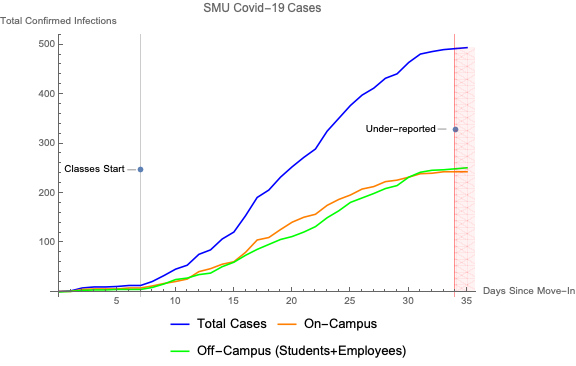 SMU Covid-19 Cases
Total Confirmed Infections
500
400
300
200
100
Under-reported
Classes Start
5
10
15
20
25
30
35
Days Since Move-In
Total Cases
On-Campus
Off-Campus (Students+Employees)